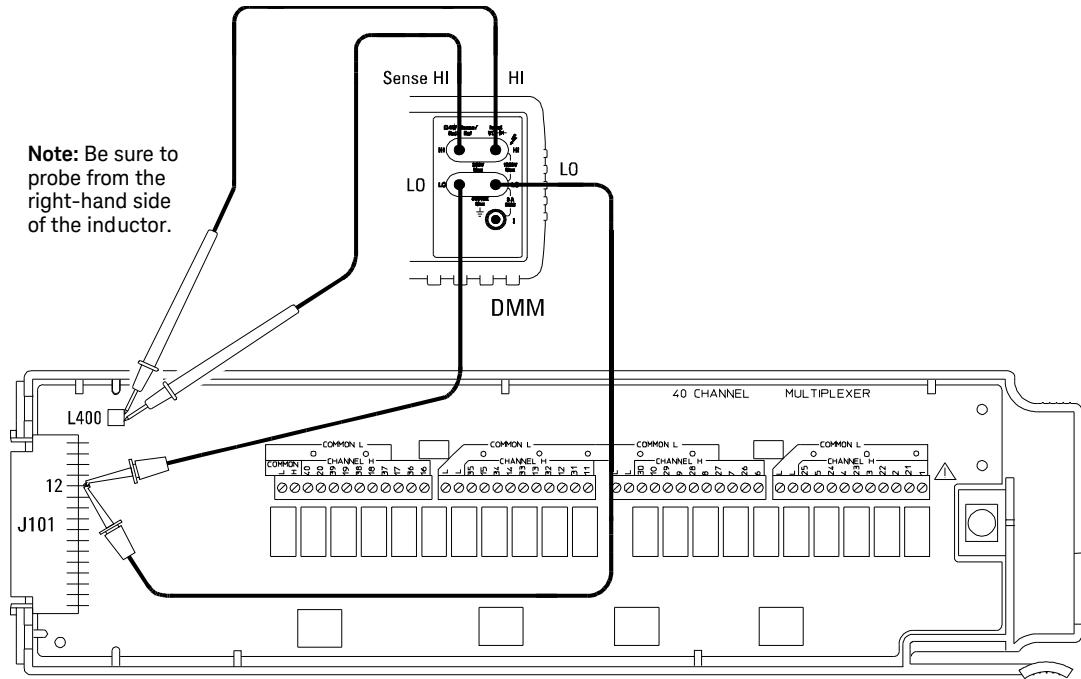 Sense HI HI
Note: Be sure to
probe from the
right-hand side
of the inductor.
HI HI
LO
LO LO
I
DMM
40 CHANNEL MULTIPLEXER
L400
COMMON L COMMON L COMMON L COMMON L
COMMON CHANNEL H CHANNEL H CHANNEL H CHANNEL H
L H 40 20 39 19 38 18 37 17 36 16
L L 35 15 34 14 33 13 32 12 31 11
L L 30 10 29 9 28 8 27 7 26 6
L L 25 5 24 4 23 3 22 2 21 1
12
J101